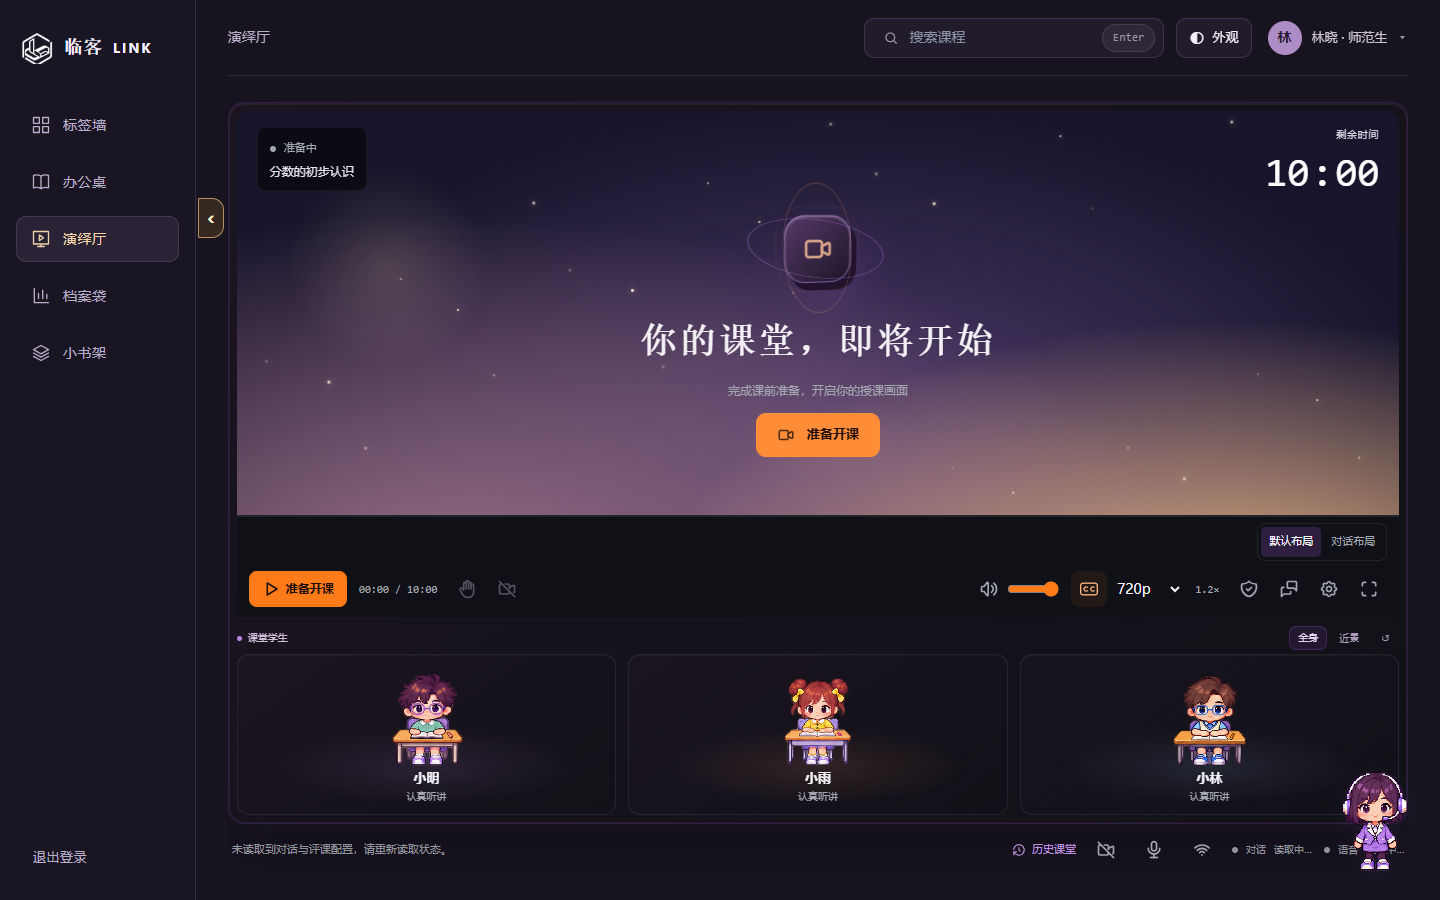 临客 LINK
演绎厅
搜索课程
Enter
外观
林
林晓 · 师范生
标签墙
办公桌
演绎厅
档案袋
小书架
退出登录
准备中
分数的初步认识
剩余时间
10:00
你的课堂，即将开始
完成课前准备，开启你的授课画面
准备开课
默认布局
对话布局
准备开课
00:00 / 10:00
CC
720p
1.2x
课堂学生
全身
近景
小明
认真听讲
小雨
认真听讲
小林
认真听讲
未读取到对话与评课配置，请重新读取状态。
历史课堂
对话 读取中...
语音